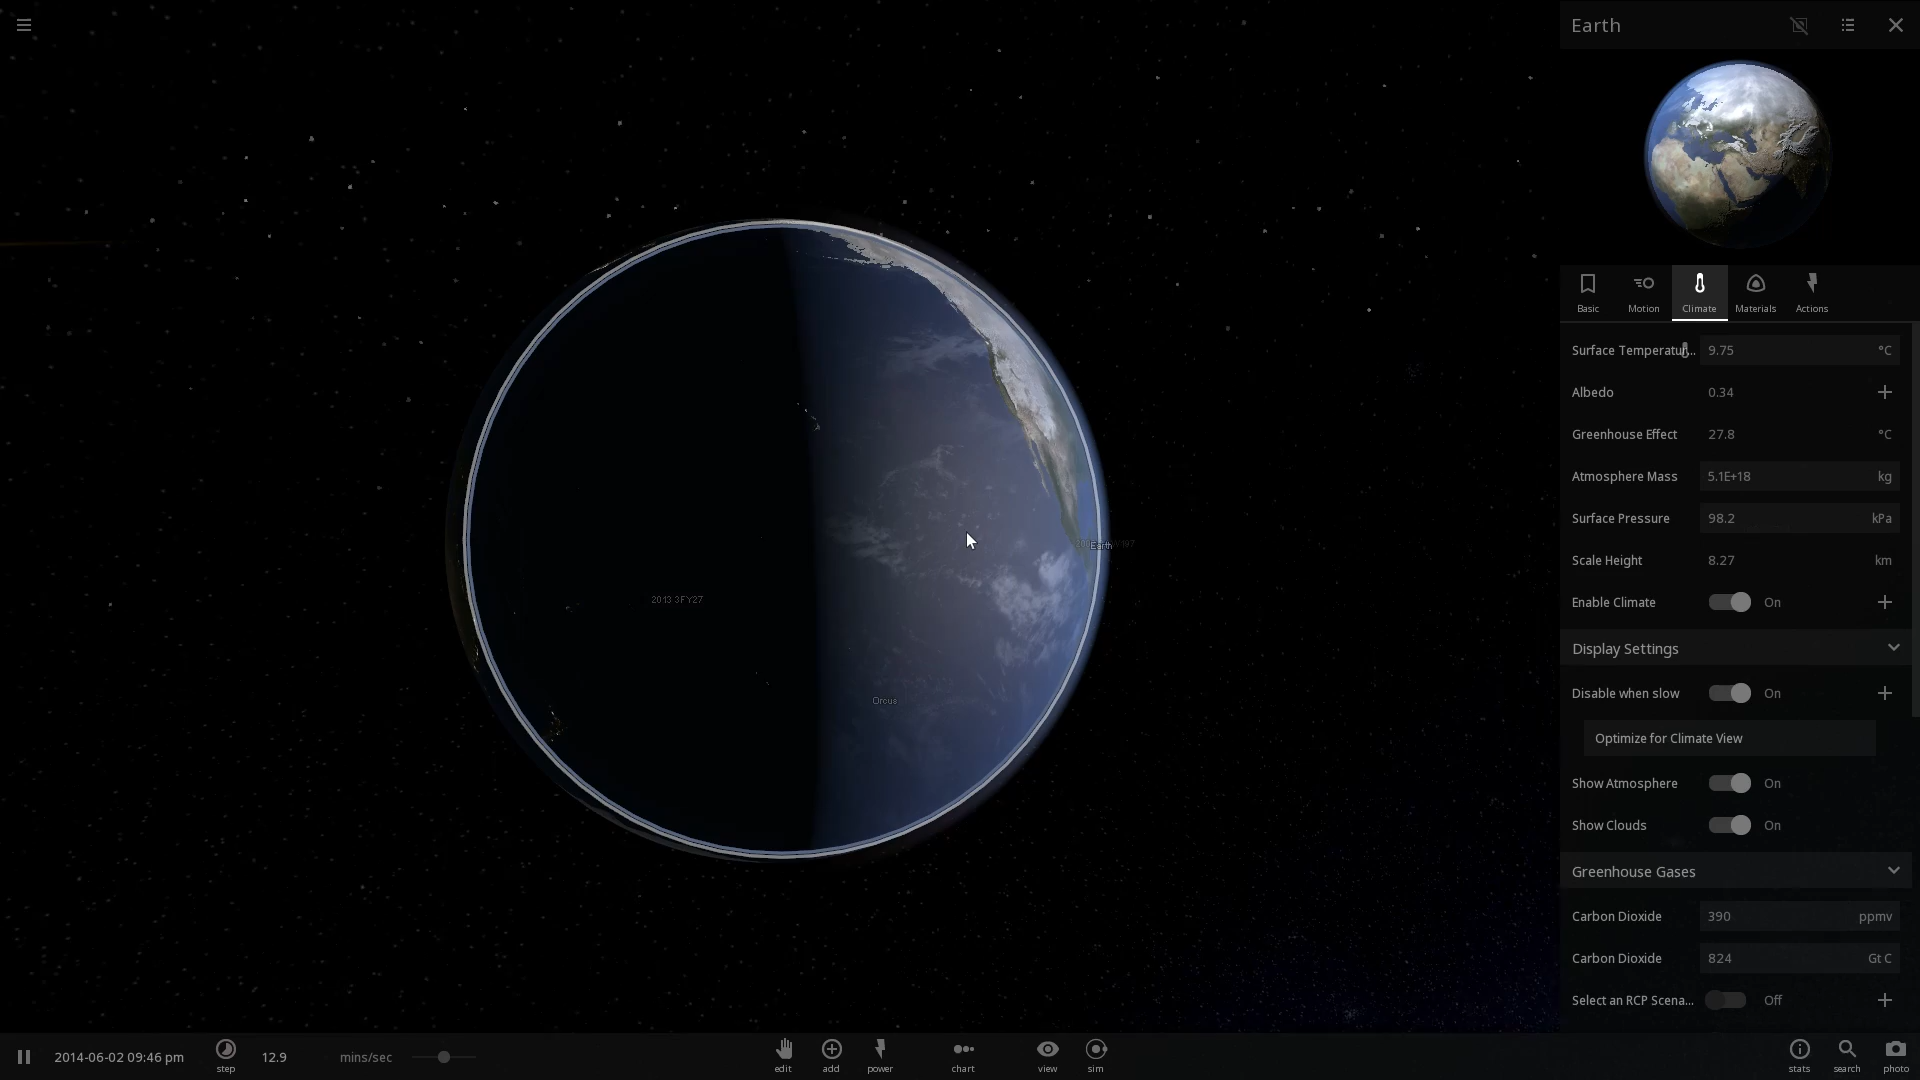 Earth
Basic
Motion
Climate
Materials
Actions
Surface Temperatur... 9.75 °C
Albedo 0.34
Greenhouse Effect 27.8 °C
Atmosphere Mass 5.1E+18 kg
Surface Pressure 98.2 kPa
Scale Height 8.27 km
Enable Climate On
Display Settings
Disable when slow On
Optimize for Climate View
Show Atmosphere On
Show Clouds On
Greenhouse Gases
Carbon Dioxide 390 ppmv
Carbon Dioxide 824 Gt C
Select an RCP Scena... Off
Earth
2013 3FY27
Orcus
2014-06-02 09:46 pm
step
12.9 mins/sec
edit
add
power
chart
view
sim
stats
search
photo